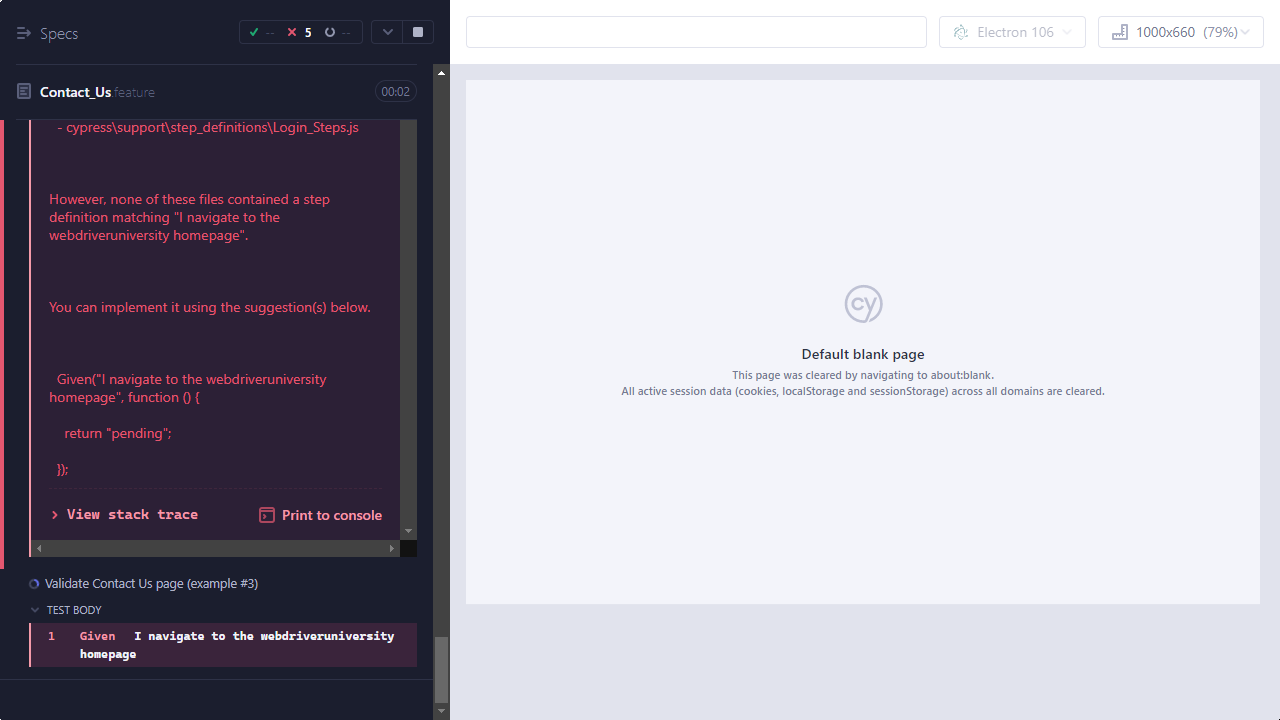 Specs
-- 5 --
Electron 106
1000x660 (79%)
Contact_Us.feature
00:02
- cypress\support\step_definitions\Login_Steps.js
However, none of these files contained a step
definition matching "I navigate to the
webdriveruniversity homepage".
You can implement it using the suggestion(s) below.
Given("I navigate to the webdriveruniversity
homepage", function () {
return "pending";
});
View stack trace
Print to console
Validate Contact Us page (example #3)
TEST BODY
1 Given I navigate to the webdriveruniversity
homepage
cy
Default blank page
This page was cleared by navigating to about:blank.
All active session data (cookies, localStorage and sessionStorage) across all domains are cleared.